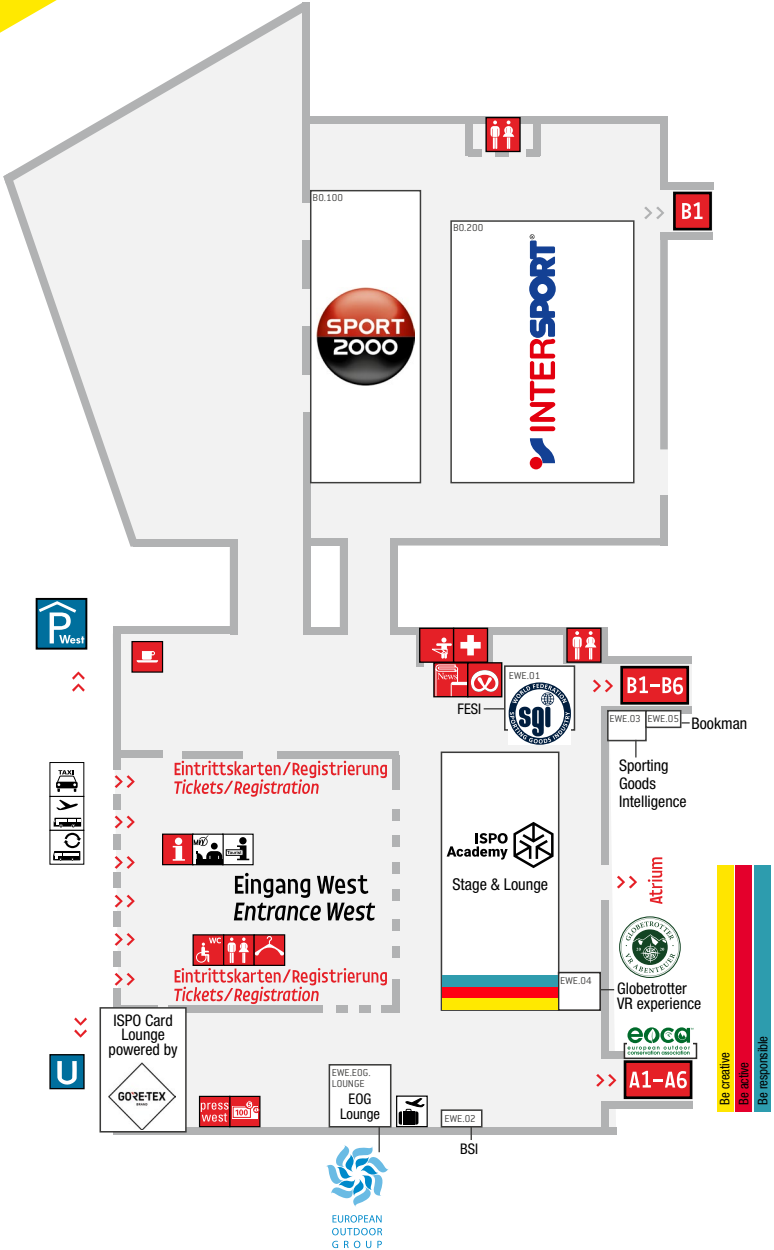 B0.100
B0.200
B1
SPORT
2000
INTERSPORT®
P
West
News
EWE.01
WORLD FEDERATION
sgi
SPORTING GOODS INDUSTRY
FESI
B1–B6
EWE.03
EWE.05
Bookman
Sporting
Goods
Intelligence
TAXI
Eintrittskarten/Registrierung
Tickets/Registration
i
Tourist
Eingang West
Entrance West
WC
Eintrittskarten/Registrierung
Tickets/Registration
ISPO
Academy
Stage & Lounge
Atrium
GLOBETROTTER
VR ABENTEUER
EWE.04
Globetrotter
VR experience
eoca
european outdoor
conservation association
A1–A6
Be creative
Be active
Be responsible
ISPO Card
Lounge
powered by
GORE-TEX
BRAND
U
press
west
100
EWE.EOG.
LOUNGE
EOG
Lounge
EWE.02
BSI
EUROPEAN
OUTDOOR
GROUP